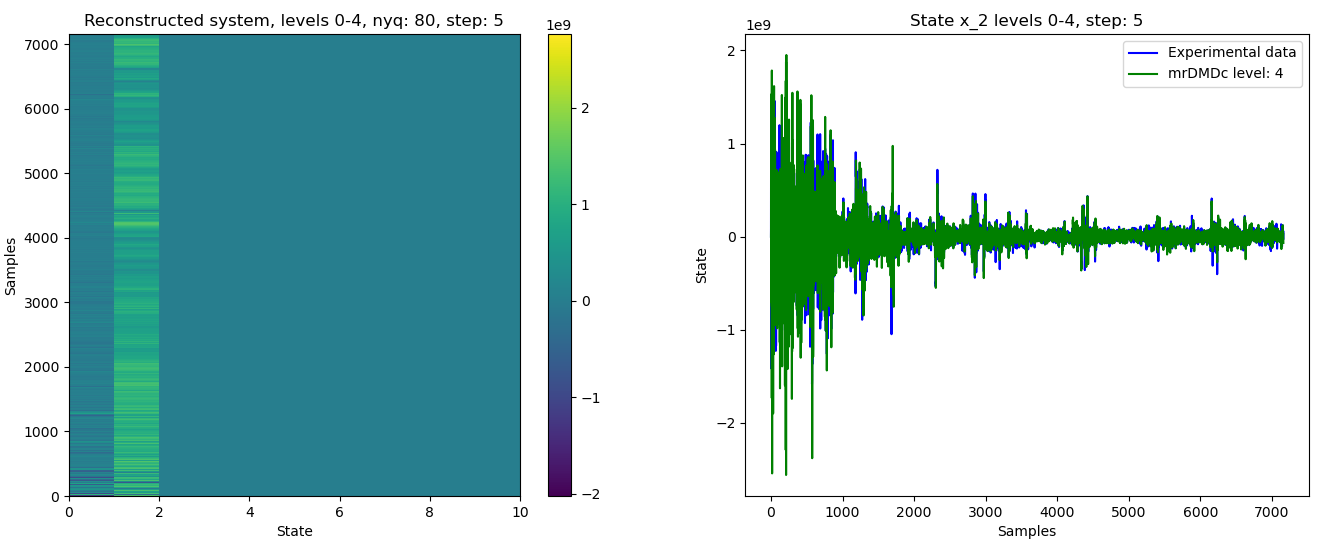 Reconstructed system, levels 0-4, nyq: 80, step: 5
7000
6000
5000
4000
3000
2000
1000
0
Samples
0 2 4 6 8 10
State
1e9
2
1
0
−1
−2
State x_2 levels 0-4, step: 5
1e9
2
1
0
−1
−2
State
Experimental data
mrDMDc level: 4
0 1000 2000 3000 4000 5000 6000 7000
Samples